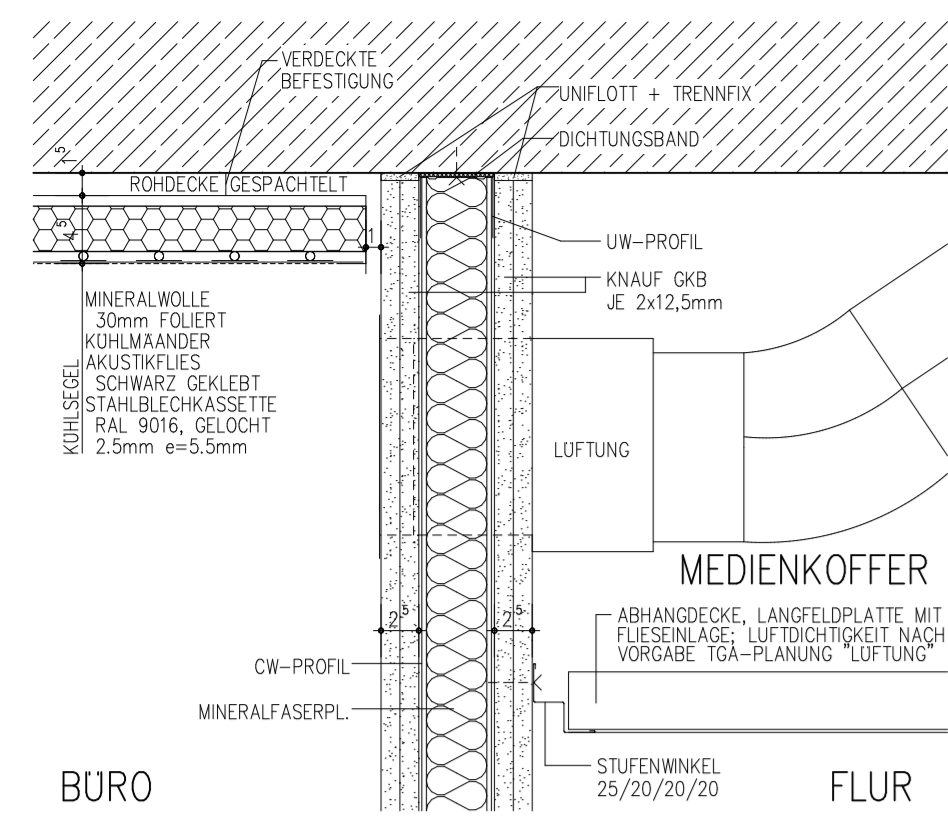 VERDECKTE
BEFESTIGUNG
UNIFLOTT + TRENNFIX
DICHTUNGSBAND
1⁵
ROHDECKE GESPACHTELT
4⁵
1
UW-PROFIL
KNAUF GKB
JE 2x12,5mm
KÜHLSEGEL
MINERALWOLLE
30mm FOLIERT
KÜHLMÄANDER
AKUSTIKFLIES
SCHWARZ GEKLEBT
STAHLBLECHKASSETTE
RAL 9016, GELOCHT
2.5mm e=5.5mm
LÜFTUNG
MEDIENKOFFER
2⁵
2⁵
ABHANGDECKE, LANGFELDPLATTE MIT
FLIESEINLAGE; LUFTDICHTIGKEIT NACH
VORGABE TGA-PLANUNG "LÜFTUNG"
CW-PROFIL
MINERALFASERPL.
STUFENWINKEL
25/20/20/20
BÜRO
FLUR